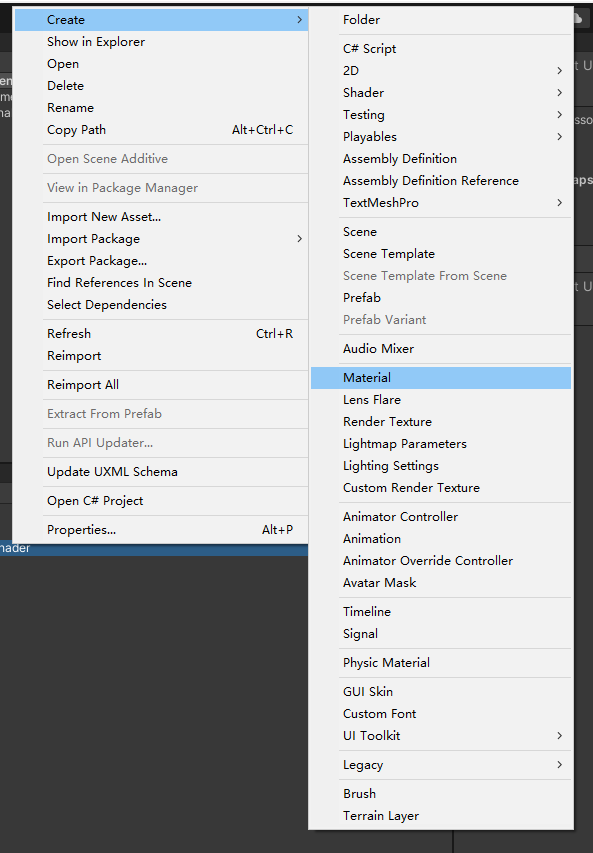 Create
Show in Explorer
Open
Delete
Rename
Copy Path Alt+Ctrl+C
Open Scene Additive
View in Package Manager
Import New Asset...
Import Package
Export Package...
Find References In Scene
Select Dependencies
Refresh Ctrl+R
Reimport
Reimport All
Extract From Prefab
Run API Updater...
Update UXML Schema
Open C# Project
Properties... Alt+P
Folder
C# Script
2D
Shader
Testing
Playables
Assembly Definition
Assembly Definition Reference
TextMeshPro
Scene
Scene Template
Scene Template From Scene
Prefab
Prefab Variant
Audio Mixer
Material
Lens Flare
Render Texture
Lightmap Parameters
Lighting Settings
Custom Render Texture
Animator Controller
Animation
Animator Override Controller
Avatar Mask
Timeline
Signal
Physic Material
GUI Skin
Custom Font
UI Toolkit
Legacy
Brush
Terrain Layer